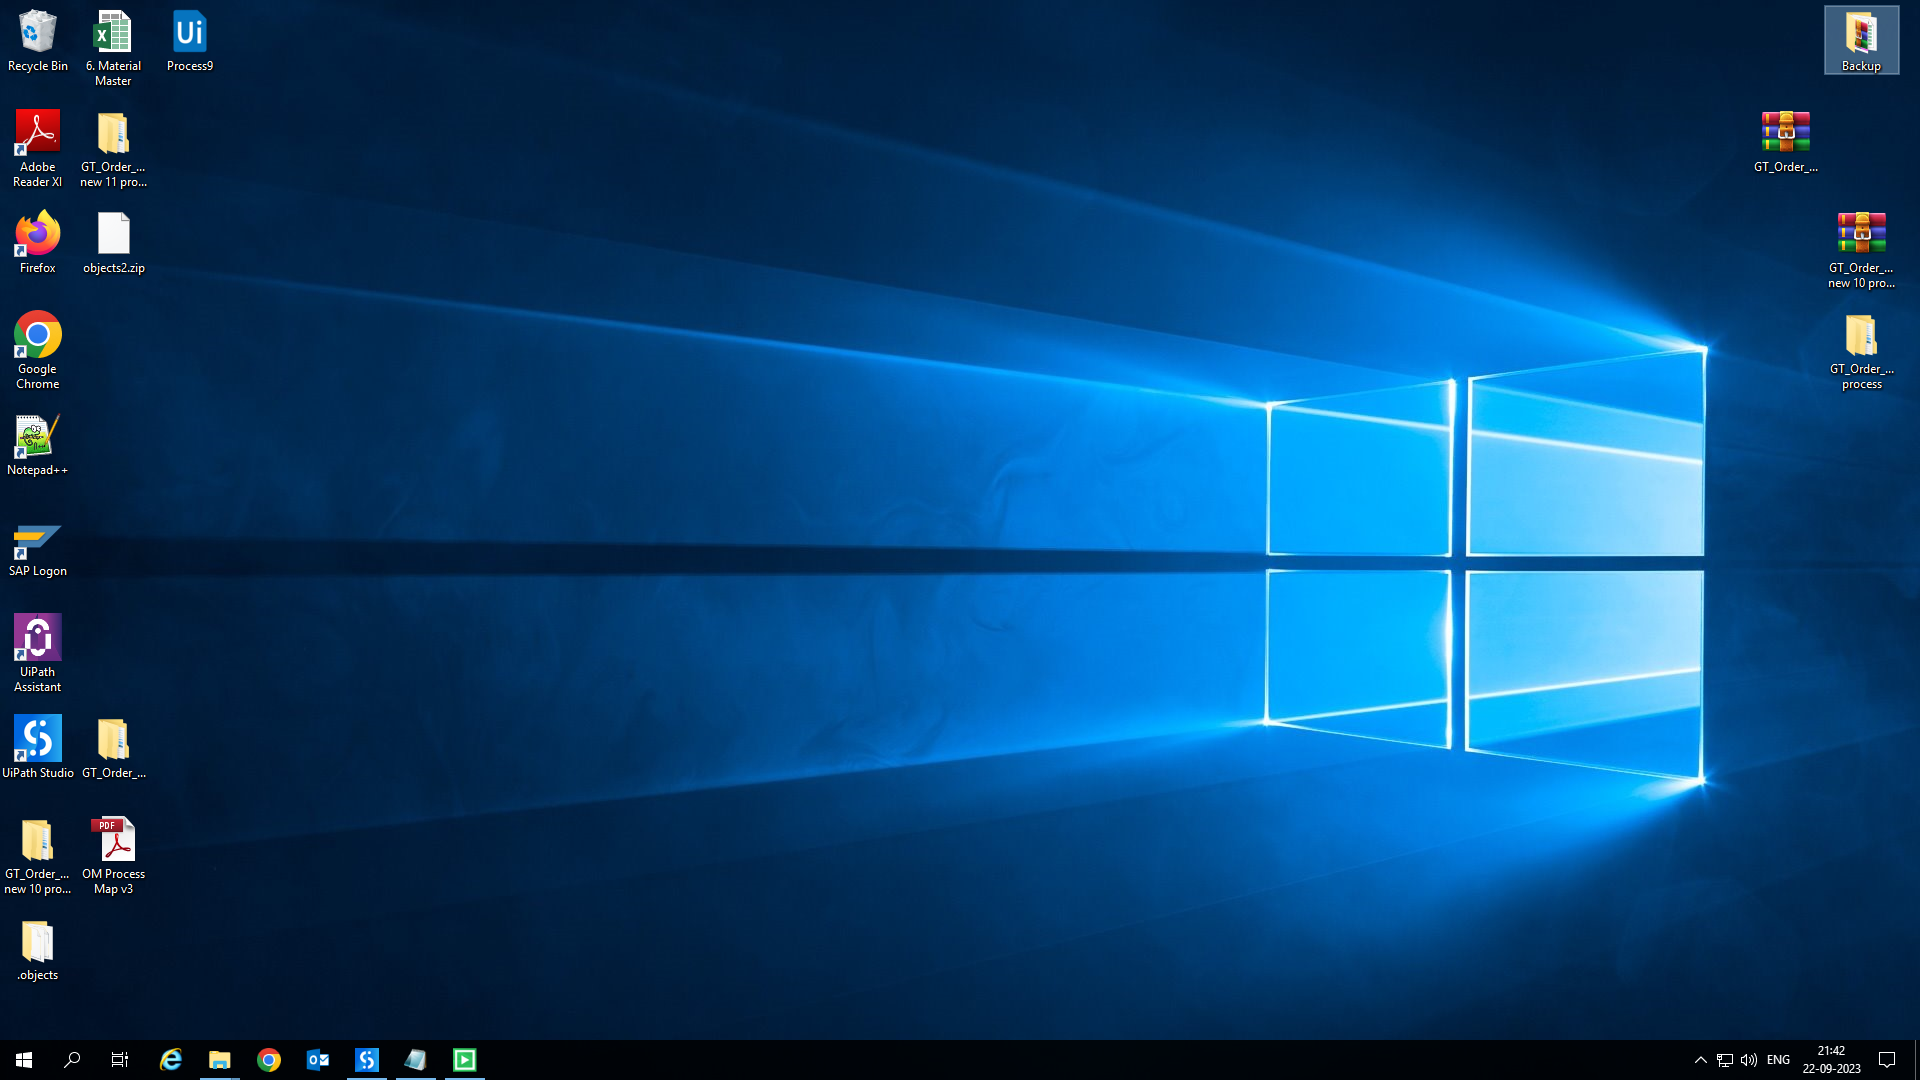 Recycle Bin
6. Material
Master
Ui
Process9
Backup
Adobe
Reader XI
GT_Order_...
new 11 pro...
GT_Order_...
Firefox
objects2.zip
GT_Order_...
new 10 pro...
Google
Chrome
GT_Order_...
process
Notepad++
SAP Logon
UiPath
Assistant
UiPath Studio
GT_Order_...
GT_Order_...
new 10 pro...
PDF
OM Process
Map v3
.objects
ENG
21:42
22-09-2023